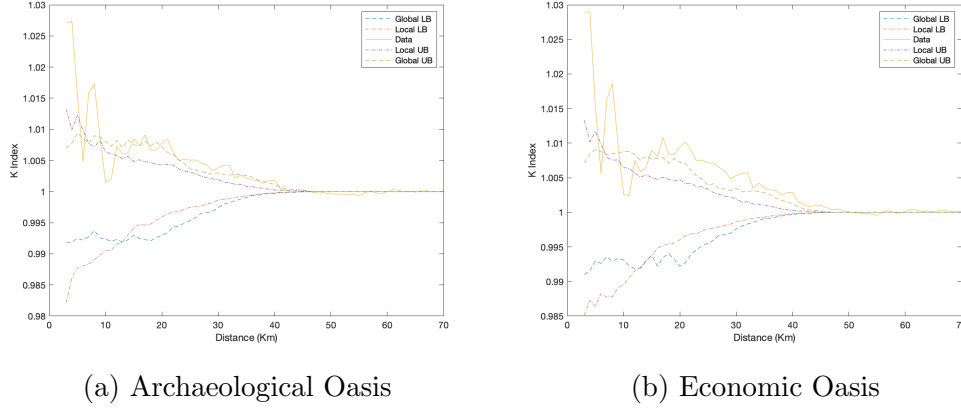 1.03
1.025
1.02
1.015
1.01
1.005
1
0.995
0.99
0.985
0.98
K Index
0 10 20 30 40 50 60 70
Distance (Km)
Global LB
Local LB
Data
Local UB
Global UB
(a) Archaeological Oasis
1.03
1.025
1.02
1.015
1.01
1.005
1
0.995
0.99
0.985
K Index
0 10 20 30 40 50 60 70
Distance (Km)
Global LB
Local LB
Data
Local UB
Global UB
(b) Economic Oasis